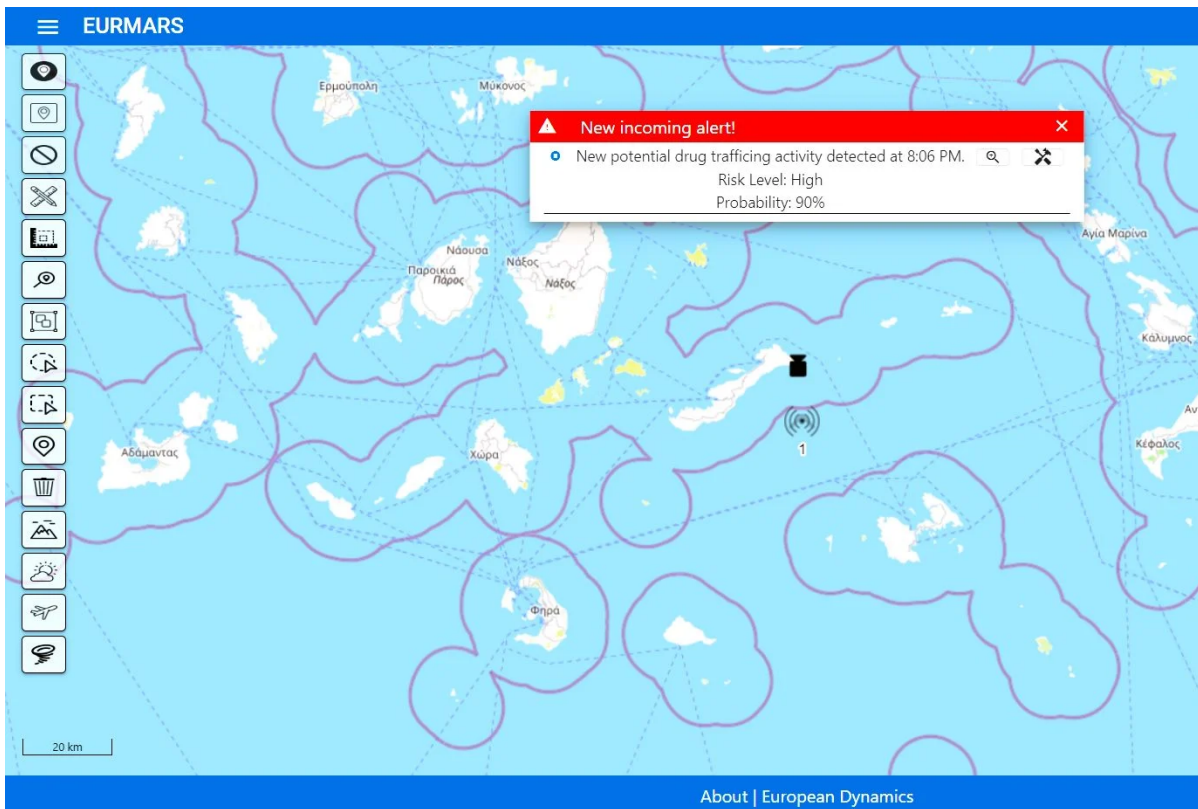 EURMARS
Ερμούπολη
Μύκονος
New incoming alert!
New potential drug trafficing activity detected at 8:06 PM.
Risk Level: High
Probability: 90%
Αγία Μαρίνα
Νάουσα
Παροικιά
Πάρος
Νάξος
Νάξος
Κάλυμνος
Αν
Κέφαλος
Αδάμαντας
Χώρα
1
Φηρά
20 km
About | European Dynamics